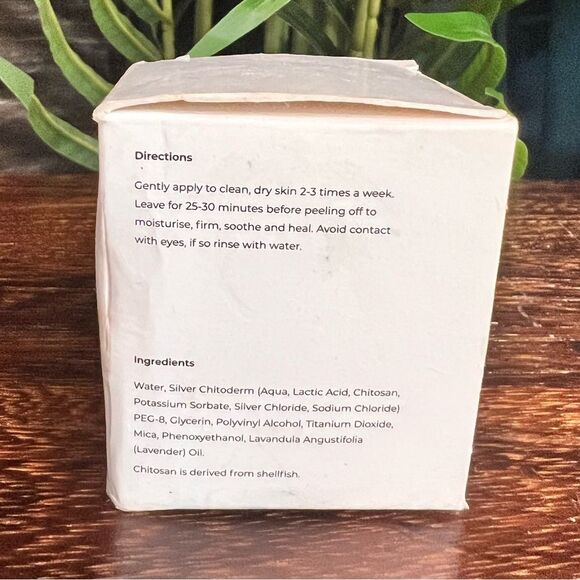 Directions
Gently apply to clean, dry skin 2-3 times a week.
Leave for 25-30 minutes before peeling off to
moisturise, firm, soothe and heal. Avoid contact
with eyes, if so rinse with water.
Ingredients
Water, Silver Chitoderm (Aqua, Lactic Acid, Chitosan,
Potassium Sorbate, Silver Chloride, Sodium Chloride)
PEG-8, Glycerin, Polyvinyl Alcohol, Titanium Dioxide,
Mica, Phenoxyethanol, Lavandula Angustifolia
(Lavender) Oil.
Chitosan is derived from shellfish.